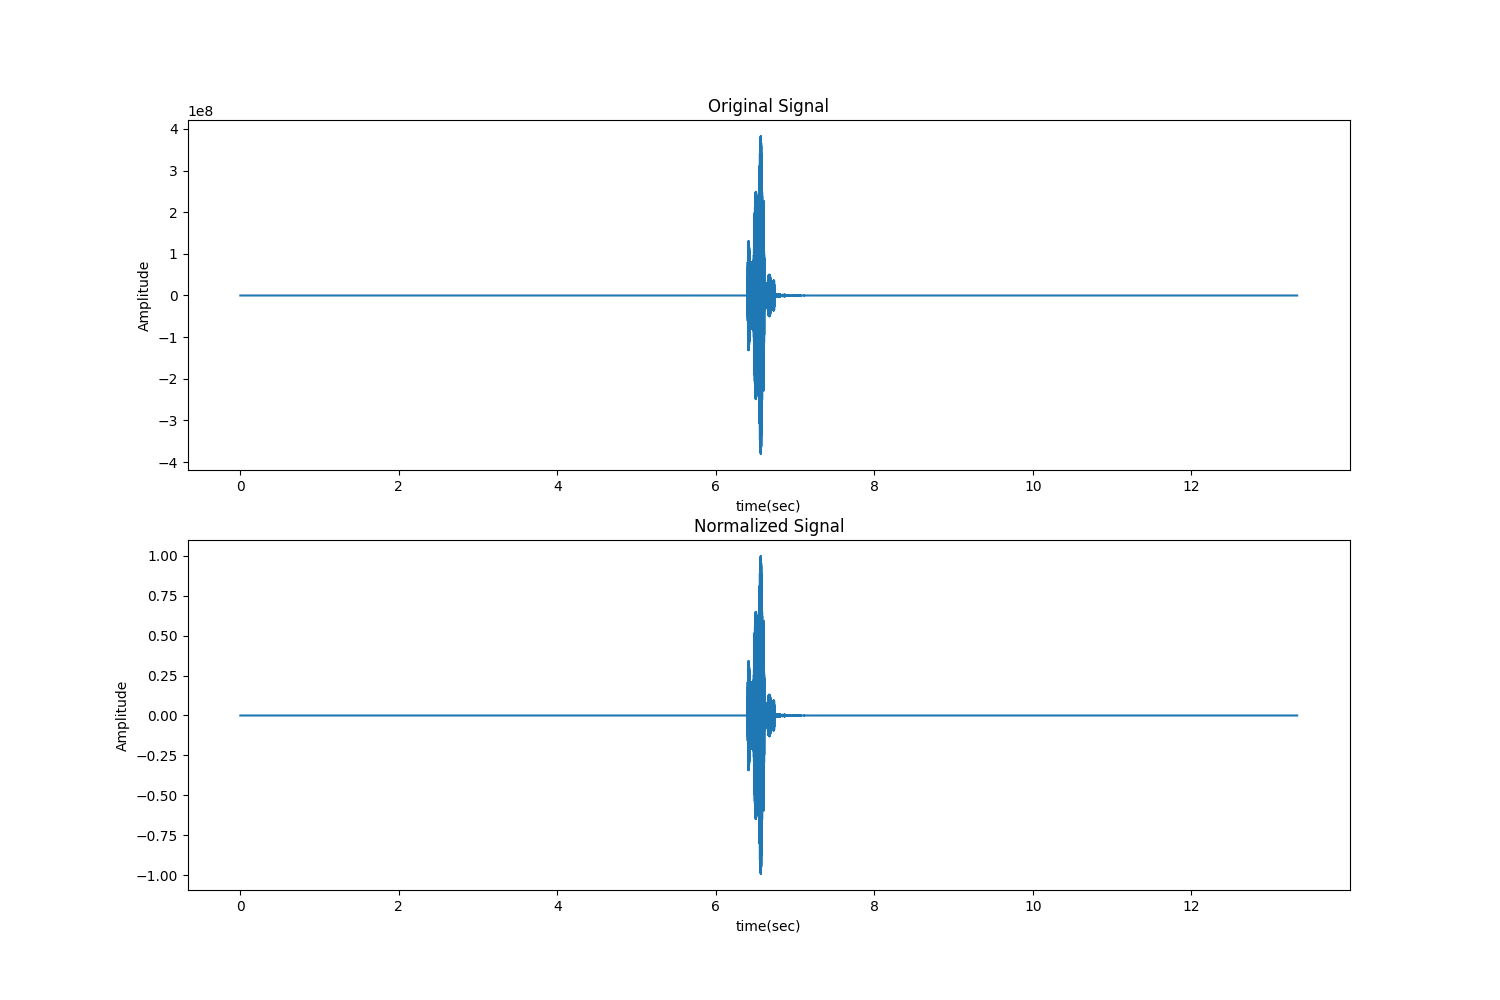 Original Signal
1e8
4
3
2
1
0
−1
−2
−3
−4
Amplitude
0 2 4 6 8 10 12
time(sec)
Normalized Signal
1.00
0.75
0.50
0.25
0.00
−0.25
−0.50
−0.75
−1.00
Amplitude
0 2 4 6 8 10 12
time(sec)